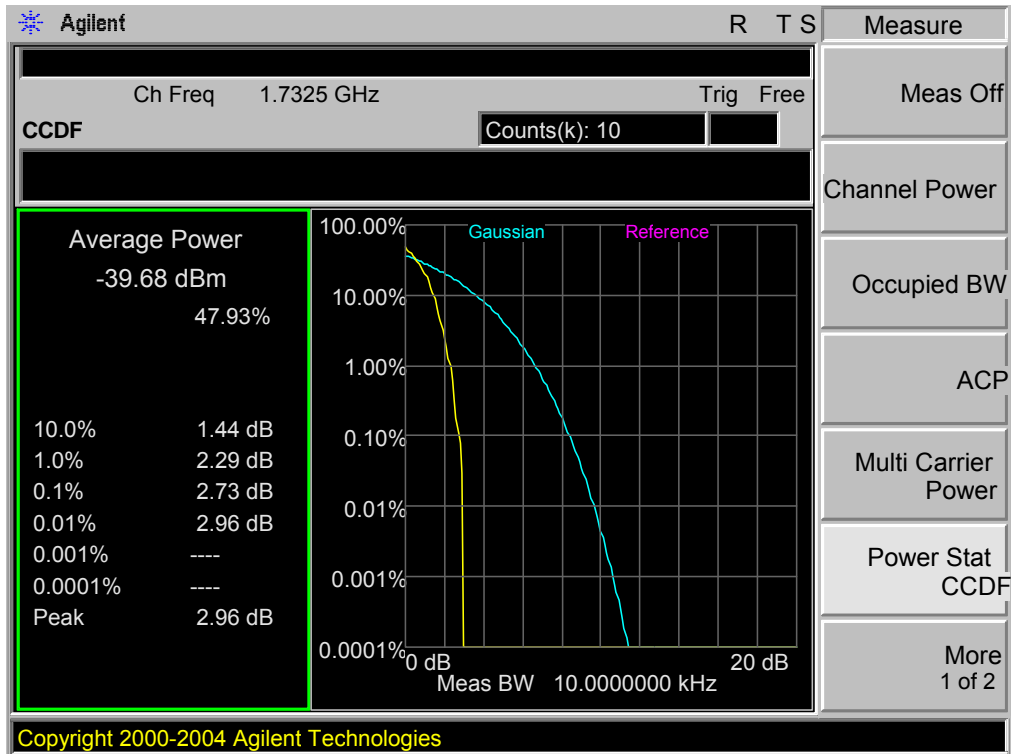 Agilent R T S Measure
Ch Freq 1.7325 GHz Trig Free
CCDF Counts(k): 10
Meas Off
Channel Power
Occupied BW
ACP
Multi Carrier
Power
Power Stat
CCDF
More
1 of 2
Average Power
-39.68 dBm
47.93%
10.0% 1.44 dB
1.0% 2.29 dB
0.1% 2.73 dB
0.01% 2.96 dB
0.001% ----
0.0001% ----
Peak 2.96 dB
Gaussian Reference
100.00%
10.00%
1.00%
0.10%
0.01%
0.001%
0.0001%
0 dB 20 dB
Meas BW 10.0000000 kHz
Copyright 2000-2004 Agilent Technologies